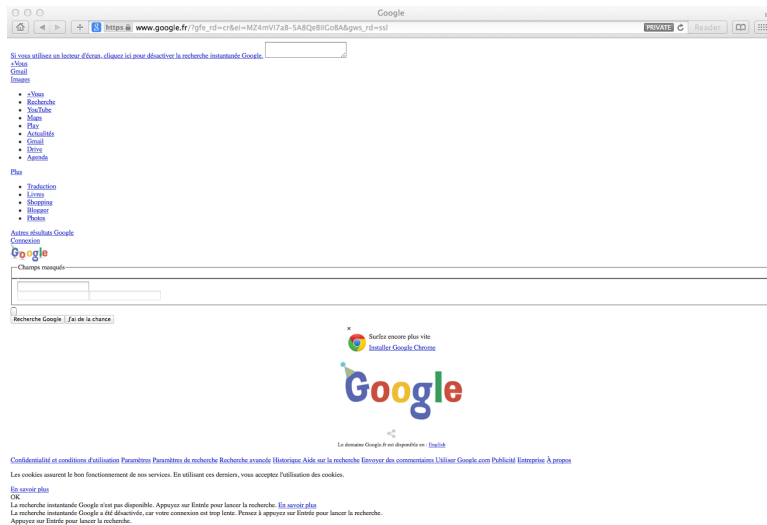 Google
https www.google.fr/?gfe_rd=cr&ei=MZ4mVI7aB-SA8QeBiIGoBA&gws_rd=ssl PRIVATE Reader
Si vous utilisez un lecteur d'écran, cliquez ici pour désactiver la recherche instantanée Google.
+Vous
Gmail
Images
+Vous
Recherche
YouTube
Maps
Play
Actualités
Gmail
Drive
Agenda
Plus
Traduction
Livres
Shopping
Blogger
Photos
Autres résultats Google
Connexion
Google
Champs masqués
Recherche Google J'ai de la chance
×
Surfez encore plus vite
Installer Google Chrome
Google
Le domaine Google.fr est disponible en : English
Confidentialité et conditions d'utilisation Paramètres Paramètres de recherche Recherche avancée Historique Aide sur la recherche Envoyer des commentaires Utiliser Google.com Publicité Entreprise À propos
Les cookies assurent le bon fonctionnement de nos services. En utilisant ces derniers, vous acceptez l'utilisation des cookies.
En savoir plus
OK
La recherche instantanée Google n'est pas disponible. Appuyez sur Entrée pour lancer la recherche. En savoir plus
La recherche instantanée Google a été désactivée, car votre connexion est trop lente. Pensez à appuyer sur Entrée pour lancer la recherche.
Appuyez sur Entrée pour lancer la recherche.